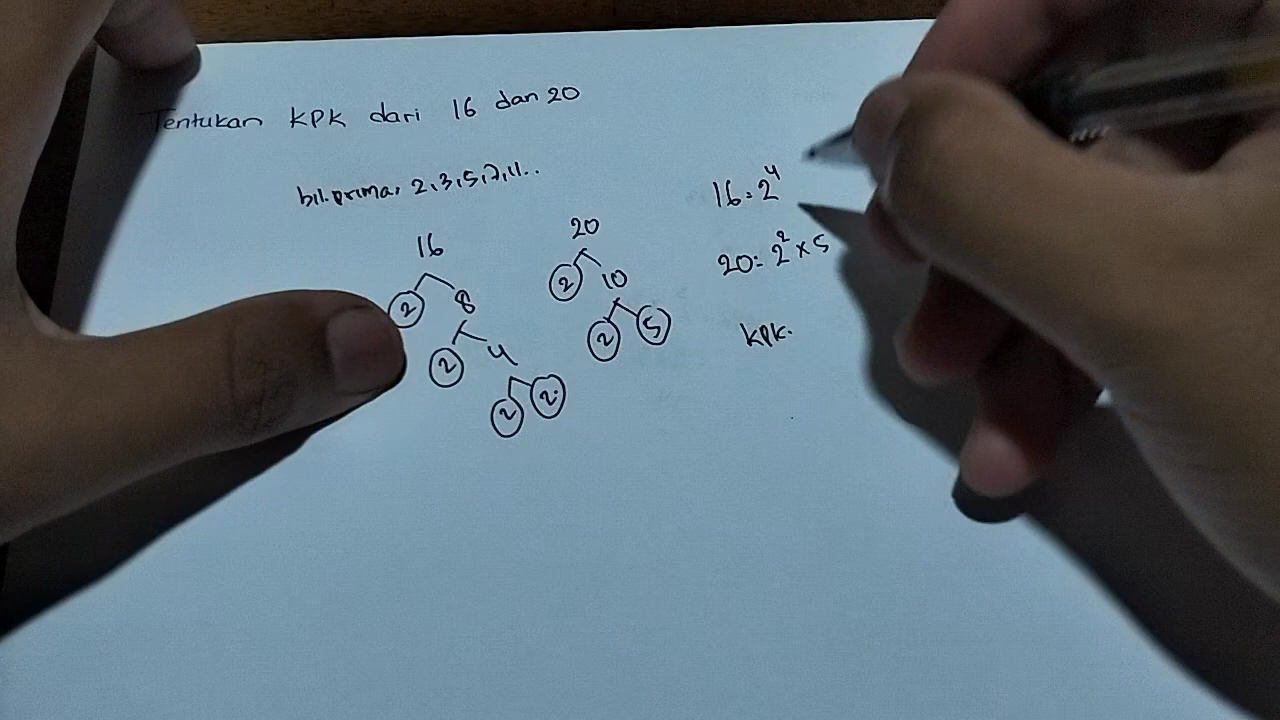 Tentukan KPK dari 16 dan 20
bil.prima, 2,3,5,7,11..
16
2 8
2 4
2 2
20
2 10
2 5
16 = 2⁴
20 = 2² × 5
KPK.